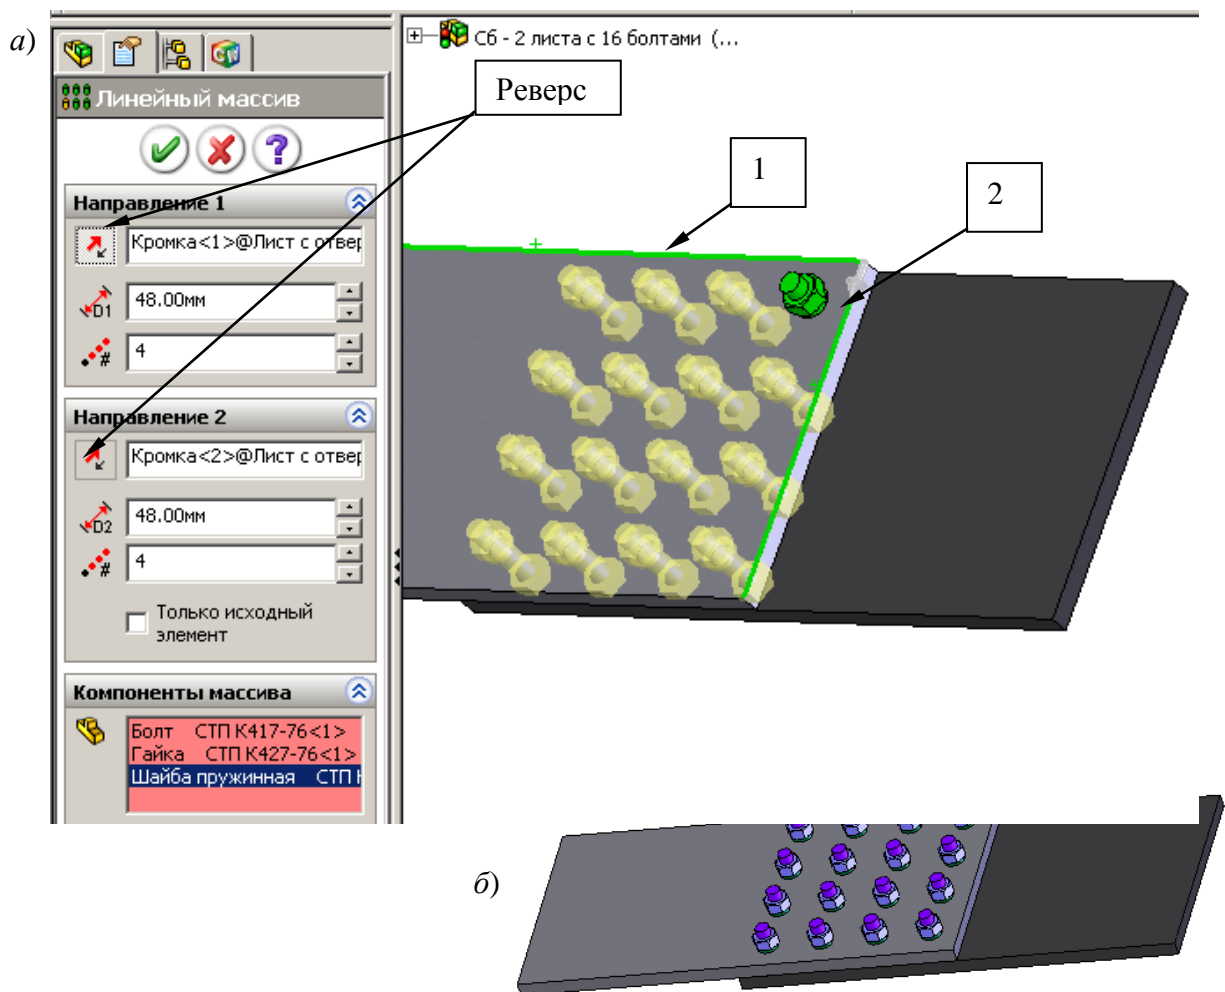 а)
Сб - 2 листа с 16 болтами (...
Линейный массив
Реверс
1
2
Направление 1
Кромка<1>@Лист с отвер
D1
48.00мм
#
4
Направление 2
Кромка<2>@Лист с отвер
D2
48.00мм
#
4
Только исходный
элемент
Компоненты массива
Болт СТП К417-76<1>
Гайка СТП К427-76<1>
Шайба пружинная СТП К
б)